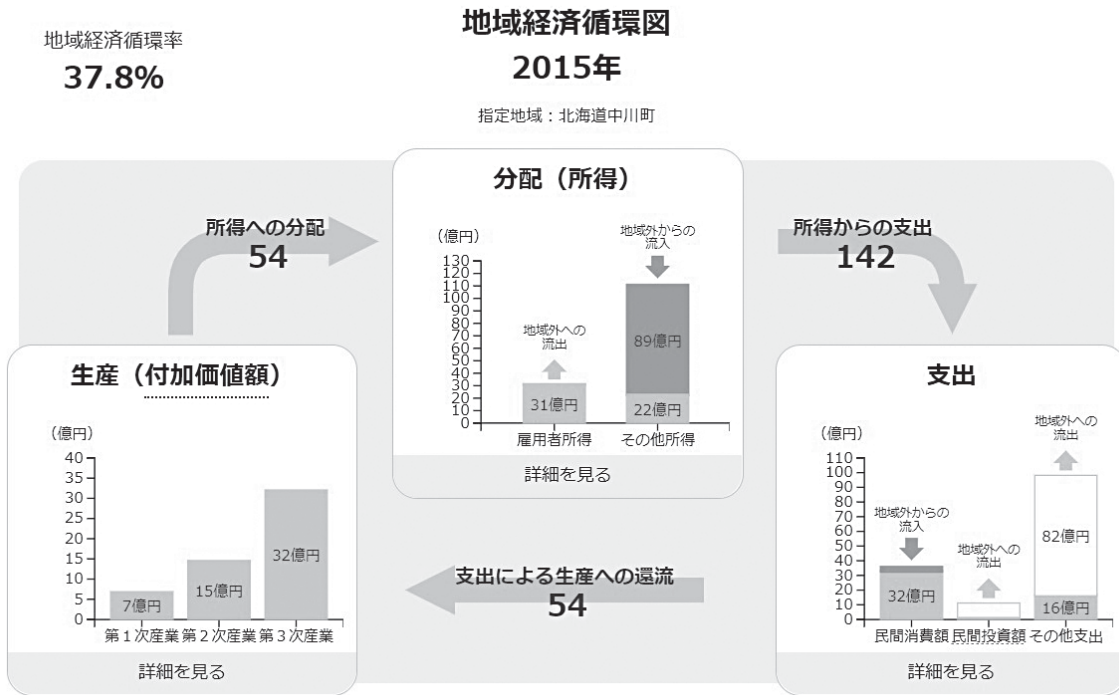 地域経済循環図
2015年
指定地域：北海道中川町
地域経済循環率
37.8%
所得への分配
54
分配（所得）
（億円）
130
120
110
100
90
80
70
60
50
40
30
20
10
0
地域外への
流出
31億円
雇用者所得
地域外からの
流入
89億円
22億円
その他所得
詳細を見る
所得からの支出
142
生産（付加価値額）
（億円）
40
35
30
25
20
15
10
5
0
7億円
15億円
32億円
第１次産業 第２次産業 第３次産業
詳細を見る
支出による生産への還流
54
支出
（億円）
110
100
90
80
70
60
50
40
30
20
10
0
地域外からの
流入
32億円
地域外への
流出
地域外への
流出
82億円
16億円
民間消費額 民間投資額 その他支出
詳細を見る